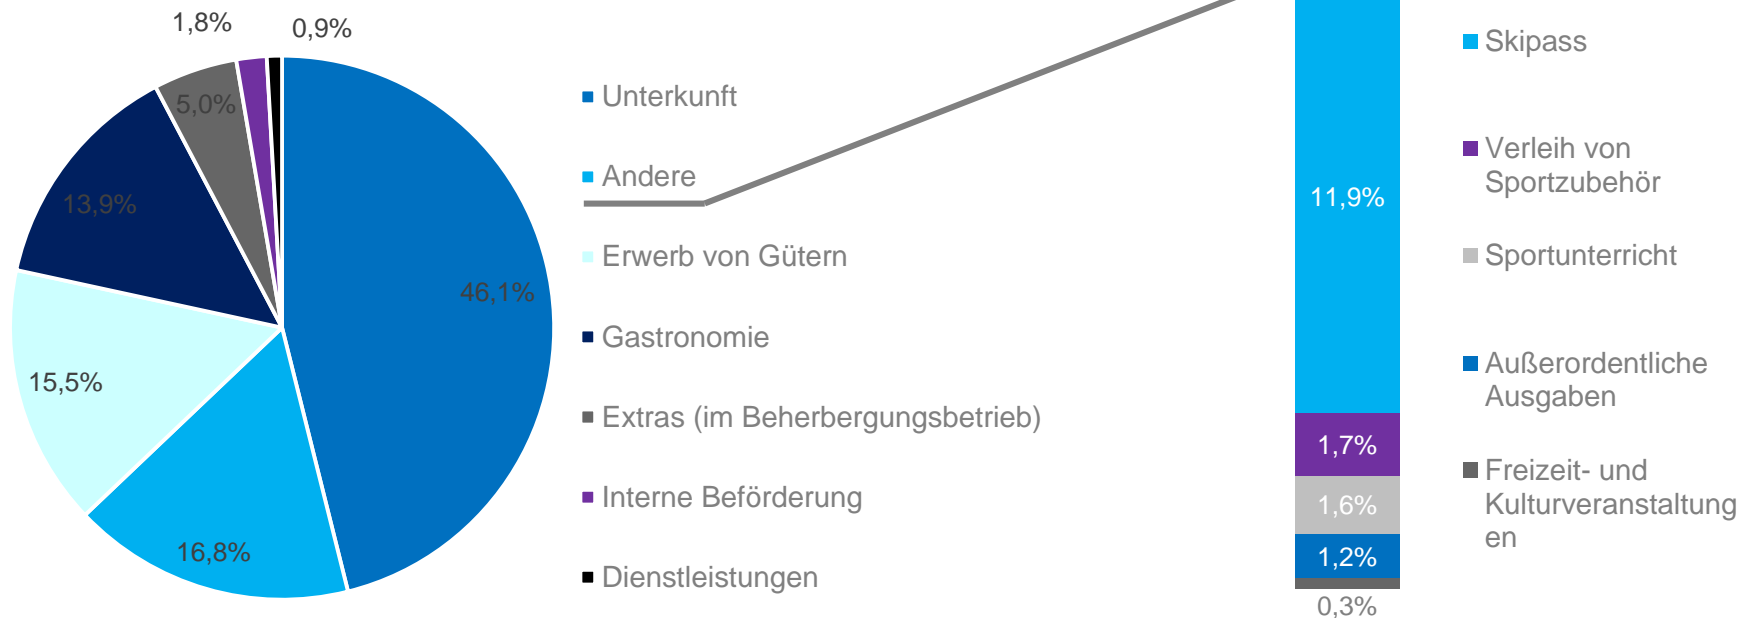 1,8%
0,9%
5,0%
13,9%
46,1%
15,5%
16,8%
Unterkunft
Andere
Erwerb von Gütern
Gastronomie
Extras (im Beherbergungsbetrieb)
Interne Beförderung
Dienstleistungen
11,9%
1,7%
1,6%
1,2%
0,3%
Skipass
Verleih von
Sportzubehör
Sportunterricht
Außerordentliche
Ausgaben
Freizeit- und
Kulturveranstaltung
en